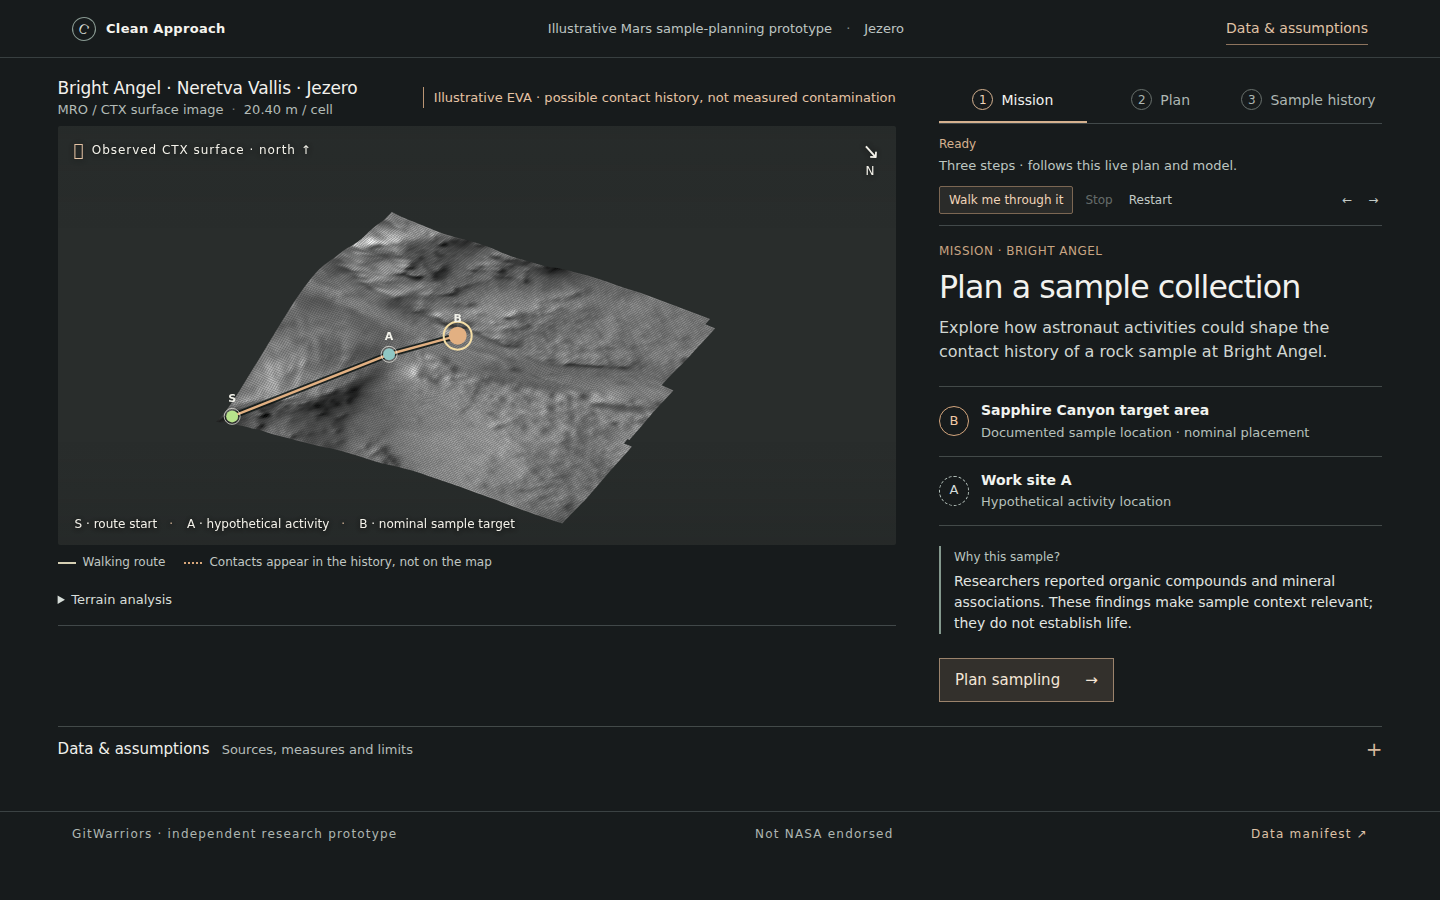 Clean Approach
Illustrative Mars sample-planning prototype · Jezero
Data & assumptions
Bright Angel · Neretva Vallis · Jezero
MRO / CTX surface image · 20.40 m / cell
Illustrative EVA · possible contact history, not measured contamination
Observed CTX surface · north ↑
N
B
A
S
S · route start · A · hypothetical activity · B · nominal sample target
Walking route
Contacts appear in the history, not on the map
Terrain analysis
1 Mission
2 Plan
3 Sample history
Ready
Three steps · follows this live plan and model.
Walk me through it Stop Restart ← →
MISSION · BRIGHT ANGEL
Plan a sample collection
Explore how astronaut activities could shape the
contact history of a rock sample at Bright Angel.
B
Sapphire Canyon target area
Documented sample location · nominal placement
A
Work site A
Hypothetical activity location
Why this sample?
Researchers reported organic compounds and mineral
associations. These findings make sample context relevant;
they do not establish life.
Plan sampling →
Data & assumptions Sources, measures and limits +
GitWarriors · independent research prototype
Not NASA endorsed
Data manifest ↗